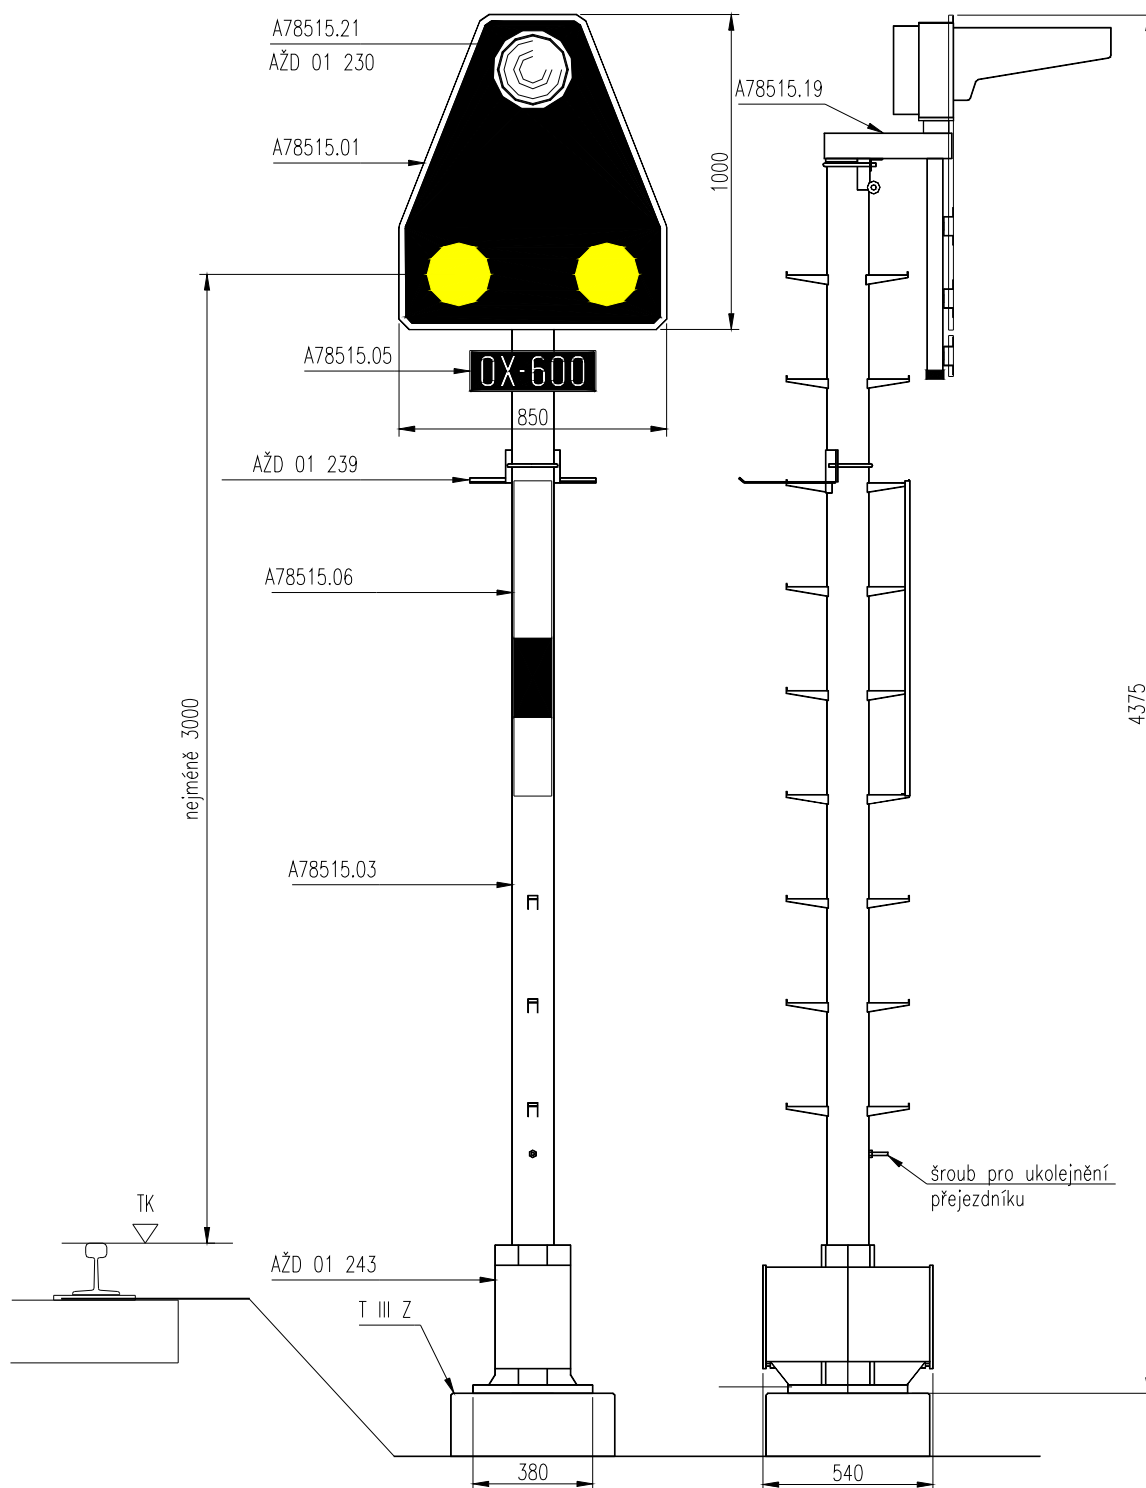 A78515.21
AŽD 01 230
A78515.19
A78515.01
1000
A78515.05
OX-600
850
AŽD 01 239
A78515.06
4375
nejméně 3000
A78515.03
šroub pro ukolejnění
přejezdníku
TK
AŽD 01 243
T III Z
380
540